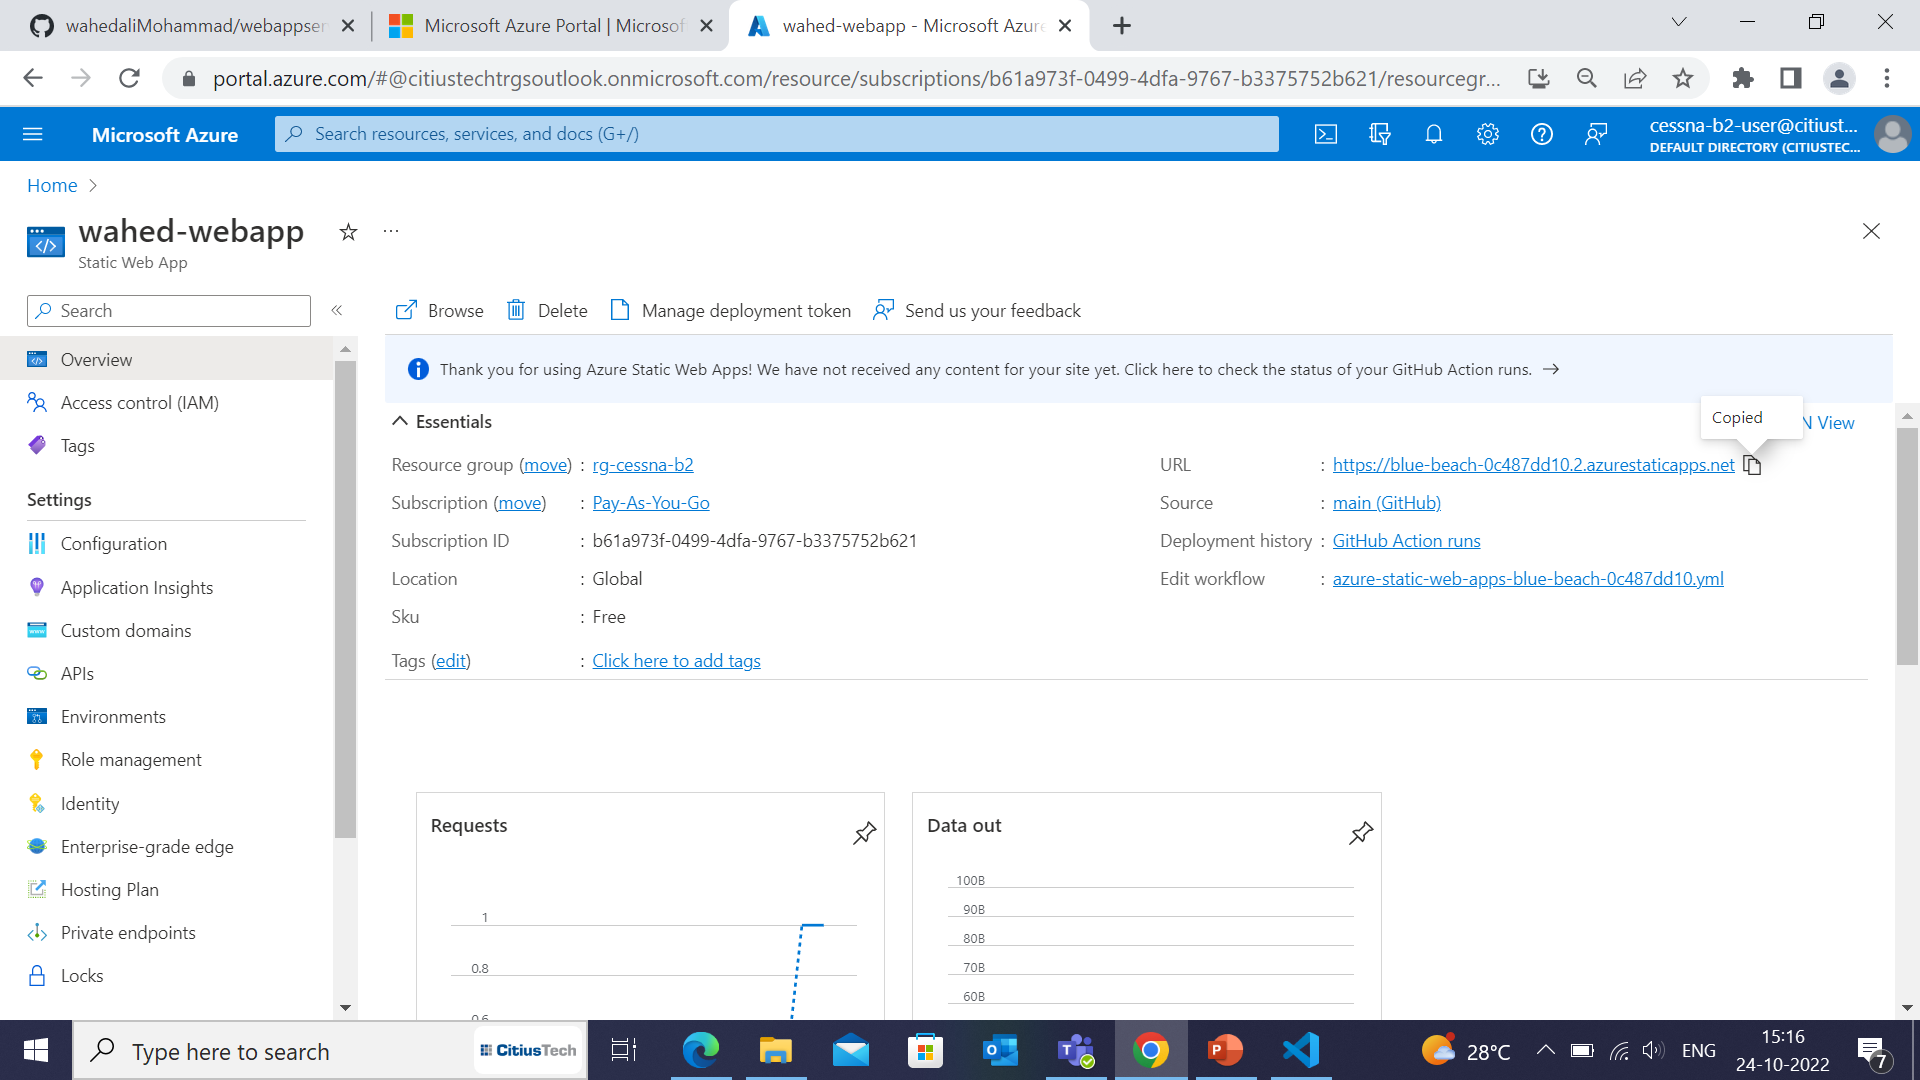 wahedaliMohammad/webappser
Microsoft Azure Portal | Microsof
wahed-webapp - Microsoft Azure
portal.azure.com/#@citiustechtrgsoutlook.onmicrosoft.com/resource/subscriptions/b61a973f-0499-4dfa-9767-b3375752b621/resourcegr...
Microsoft Azure
Search resources, services, and docs (G+/)
cessna-b2-user@citiust...
DEFAULT DIRECTORY (CITIUSTEC...
Home
wahed-webapp
Static Web App
Search
Browse
Delete
Manage deployment token
Send us your feedback
Overview
Access control (IAM)
Tags
Settings
Configuration
Application Insights
Custom domains
APIs
Environments
Role management
Identity
Enterprise-grade edge
Hosting Plan
Private endpoints
Locks
Thank you for using Azure Static Web Apps! We have not received any content for your site yet. Click here to check the status of your GitHub Action runs.
Essentials
Copied
N View
Resource group (move) : rg-cessna-b2
Subscription (move) : Pay-As-You-Go
Subscription ID : b61a973f-0499-4dfa-9767-b3375752b621
Location : Global
Sku : Free
Tags (edit) : Click here to add tags
URL : https://blue-beach-0c487dd10.2.azurestaticapps.net
Source : main (GitHub)
Deployment history : GitHub Action runs
Edit workflow : azure-static-web-apps-blue-beach-0c487dd10.yml
Requests
1
0.8
0.6
Data out
100B
90B
80B
70B
60B
Type here to search
CitiusTech
28°C
ENG
15:16
24-10-2022
7